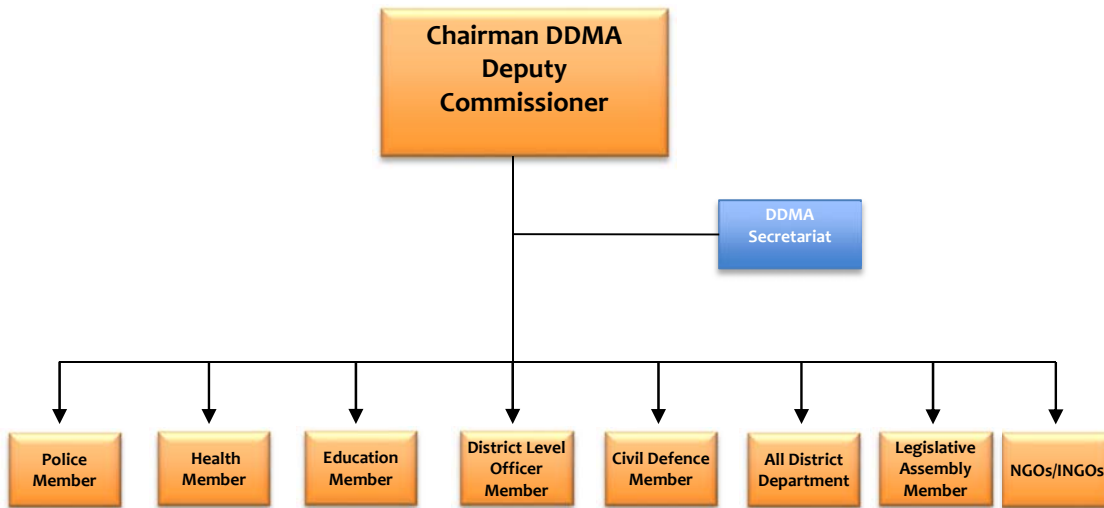 Chairman DDMA
Deputy
Commissioner
DDMA
Secretariat
Police
Member
Health
Member
Education
Member
District Level
Officer
Member
Civil Defence
Member
All District
Department
Legislative
Assembly
Member
NGOs/INGOs